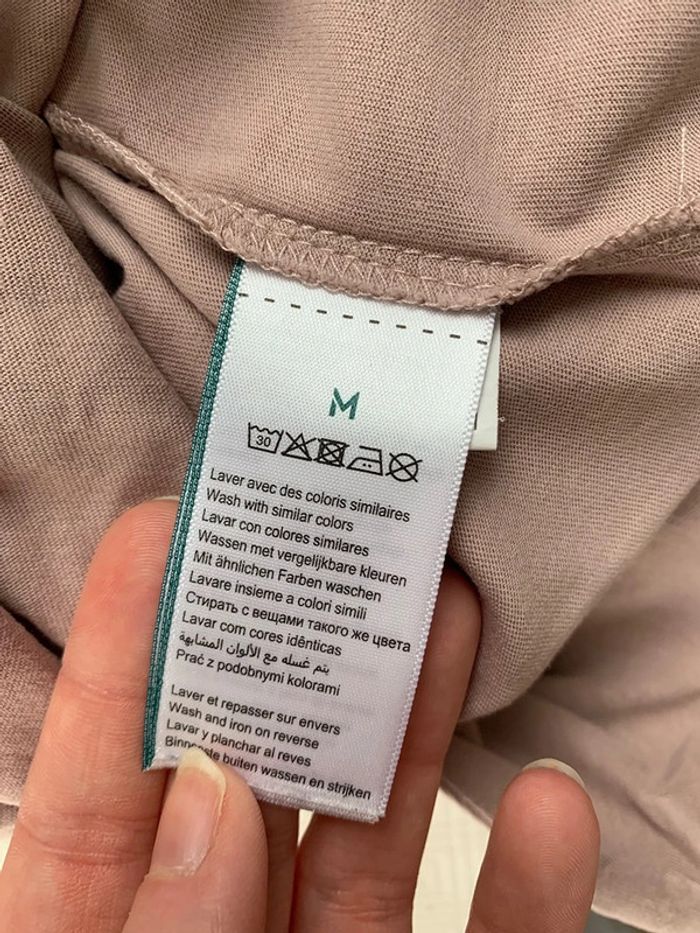 M
30
Laver avec des coloris similaires
Wash with similar colors
Lavar con colores similares
Wassen met vergelijkbare kleuren
Mit ähnlichen Farben waschen
Lavare insieme a colori simili
Стирать с вещами такого же цвета
Lavar com cores idênticas
يتم غسله مع الألوان المشابهة
Prać z podobnymi kolorami
Laver et repasser sur envers
Wash and iron on reverse
Lavar y planchar al reves
buiten wassen en strijken